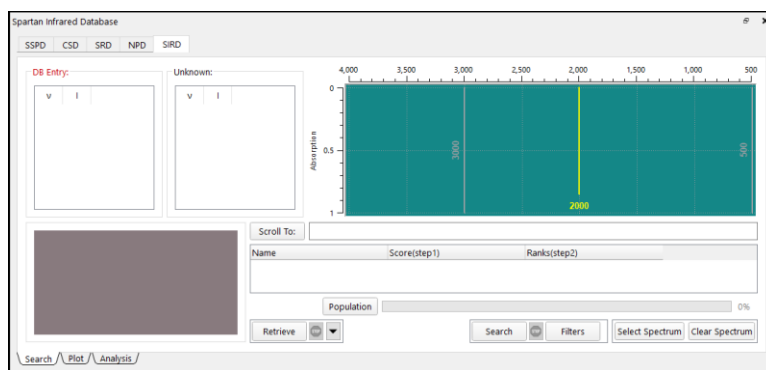 Spartan Infrared Database
SSPD CSD SRD NPD SIRD
DB Entry:
ν I
Unknown:
ν I
4,000 3,500 3,000 2,500 2,000 1,500 1,000 500
0
0.5
1
Absorption
3000
2000
500
Scroll To:
Name Score(step1) Ranks(step2)
Population 0%
Retrieve STOP Search STOP Filters Select Spectrum Clear Spectrum
Search Plot Analysis